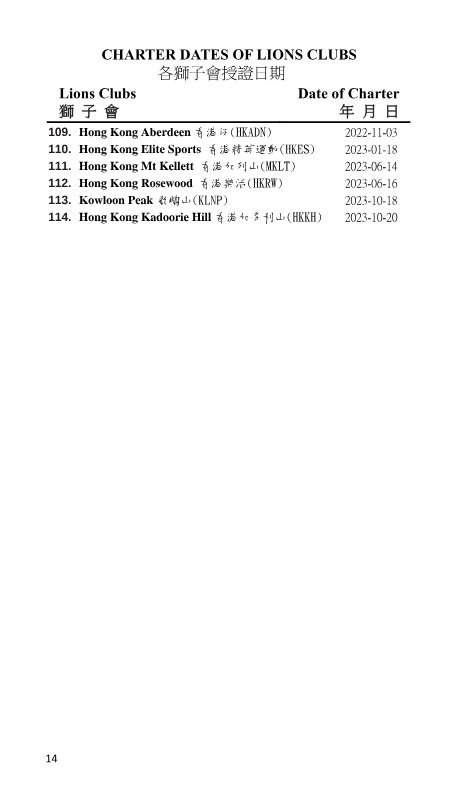 CHARTER DATES OF LIONS CLUBS
各獅子會授證日期
Lions Clubs Date of Charter
獅 子 會 年 月 日
109. Hong Kong Aberdeen 香港仔(HKADN) 2022-11-03
110. Hong Kong Elite Sports 香港精英運動(HKES) 2023-01-18
111. Hong Kong Mt Kellett 香港加列山(MKLT) 2023-06-14
112. Hong Kong Rosewood 香港樂活(HKRW) 2023-06-16
113. Kowloon Peak (KLNP) 2023-10-18
114. Hong Kong Kadoorie Hill 香港加多利山(HKKH) 2023-10-20
14